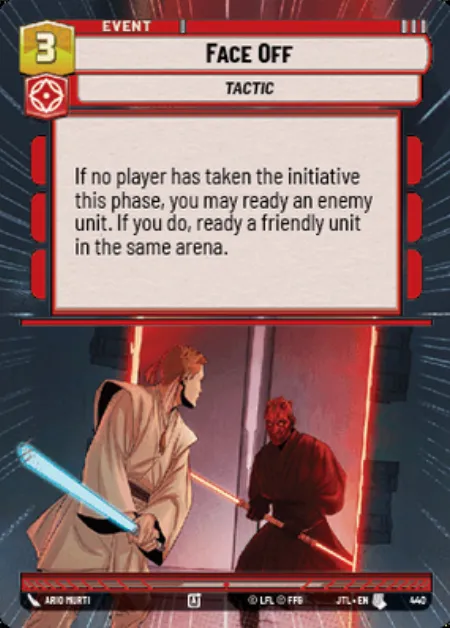 EVENT
3
FACE OFF
TACTIC
If no player has taken the initiative
this phase, you may ready an enemy
unit. If you do, ready a friendly unit
in the same arena.
ARIO MURTI
© LFL © FFG
JTL • EN
440